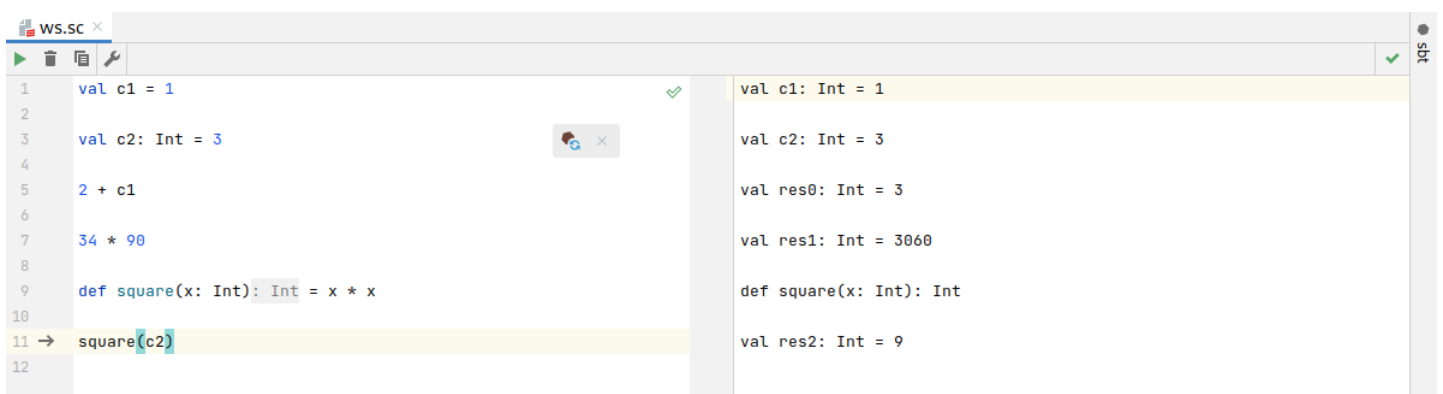 ws.sc
sbt
1 val c1 = 1
2
3 val c2: Int = 3
4
5 2 + c1
6
7 34 * 90
8
9 def square(x: Int): Int = x * x
10
11 square(c2)
12
val c1: Int = 1
val c2: Int = 3
val res0: Int = 3
val res1: Int = 3060
def square(x: Int): Int
val res2: Int = 9